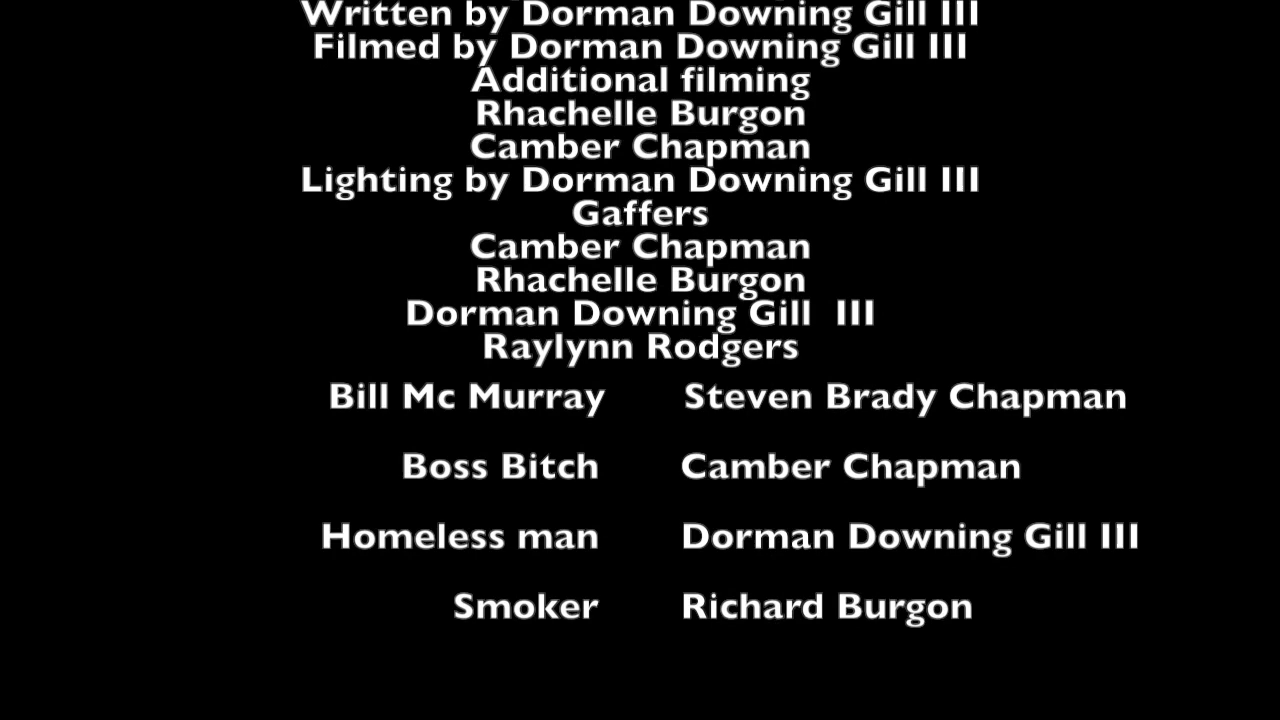 Written by Dorman Downing Gill III
Filmed by Dorman Downing Gill III
Additional filming
Rhachelle Burgon
Camber Chapman
Lighting by Dorman Downing Gill III
Gaffers
Camber Chapman
Rhachelle Burgon
Dorman Downing Gill  III
Raylynn Rodgers
Bill Mc Murray Steven Brady Chapman
Boss Bitch Camber Chapman
Homeless man Dorman Downing Gill III
Smoker Richard Burgon